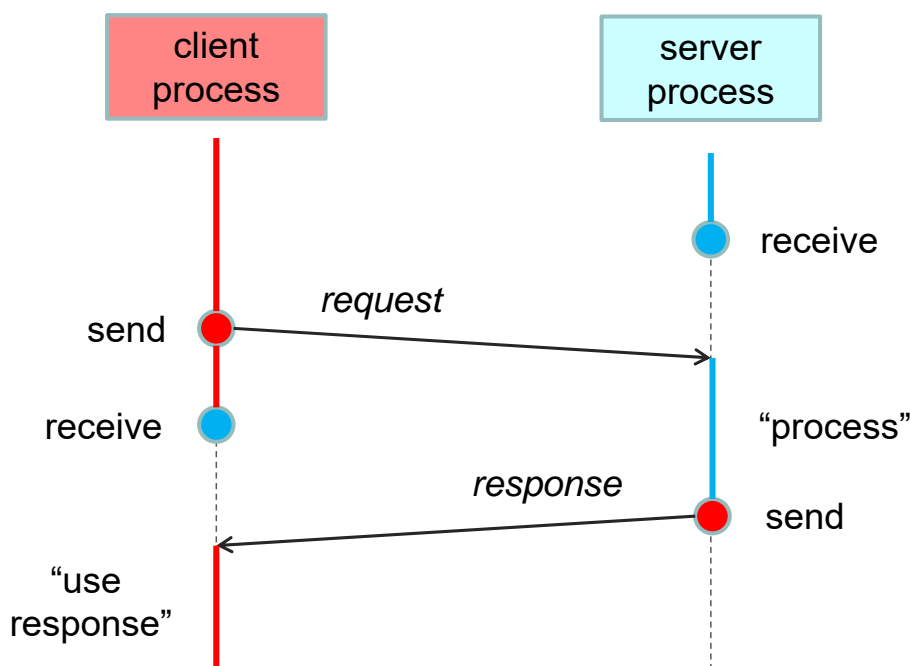 client
process
server
process
receive
request
send
receive
“process”
response
send
“use
response”